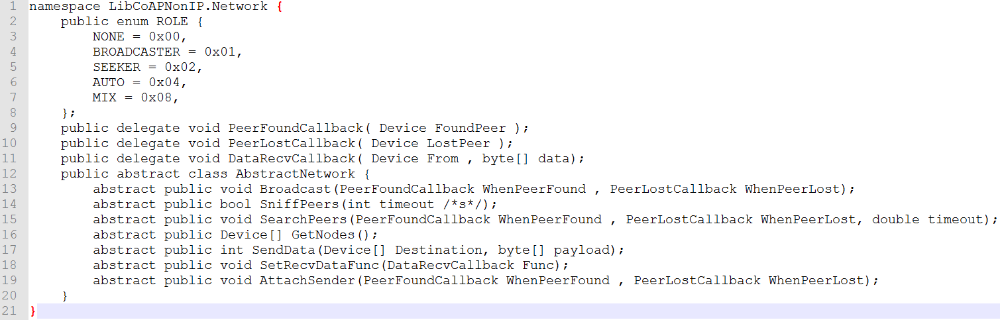 1 namespace LibCoAPNonIP.Network {
2     public enum ROLE {
3         NONE = 0x00,
4         BROADCASTER = 0x01,
5         SEEKER = 0x02,
6         AUTO = 0x04,
7         MIX = 0x08,
8     };
9     public delegate void PeerFoundCallback( Device FoundPeer );
10     public delegate void PeerLostCallback( Device LostPeer );
11     public delegate void DataRecvCallback( Device From , byte[] data);
12     public abstract class AbstractNetwork {
13         abstract public void Broadcast(PeerFoundCallback WhenPeerFound , PeerLostCallback WhenPeerLost);
14         abstract public bool SniffPeers(int timeout /*s*/);
15         abstract public void SearchPeers(PeerFoundCallback WhenPeerFound , PeerLostCallback WhenPeerLost, double timeout);
16         abstract public Device[] GetNodes();
17         abstract public int SendData(Device[] Destination, byte[] payload);
18         abstract public void SetRecvDataFunc(DataRecvCallback Func);
19         abstract public void AttachSender(PeerFoundCallback WhenPeerFound , PeerLostCallback WhenPeerLost);
20     }
21 }